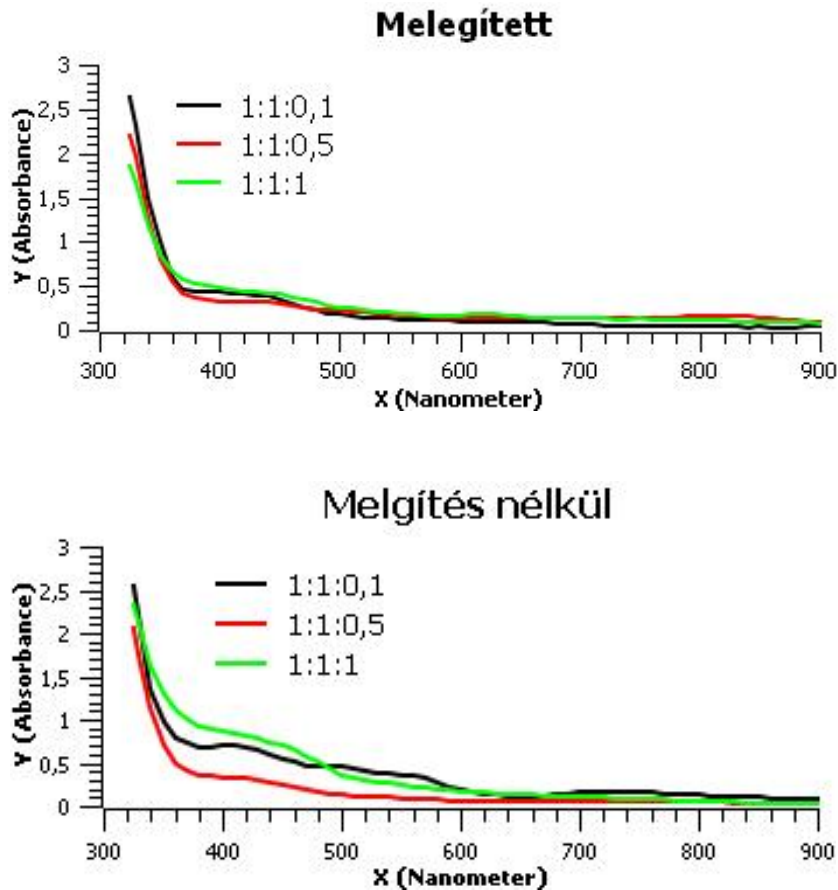 Melegített
Y (Absorbance)
3
2,5
2
1,5
1
0,5
0
1:1:0,1
1:1:0,5
1:1:1
300 400 500 600 700 800 900
X (Nanometer)
Melgítés nélkül
Y (Absorbance)
3
2,5
2
1,5
1
0,5
0
1:1:0,1
1:1:0,5
1:1:1
300 400 500 600 700 800 900
X (Nanometer)